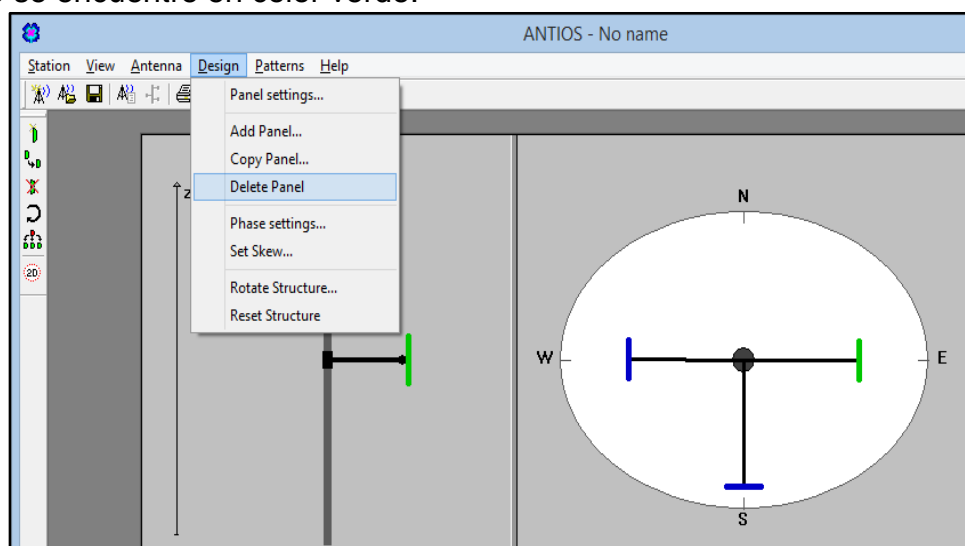 se encuentre en color verde.
ANTIOS - No name
Station View Antenna Design Patterns Help
Panel settings...
Add Panel...
Copy Panel...
Delete Panel
Phase settings...
Set Skew...
Rotate Structure...
Reset Structure
2D
z
N
W
E
S